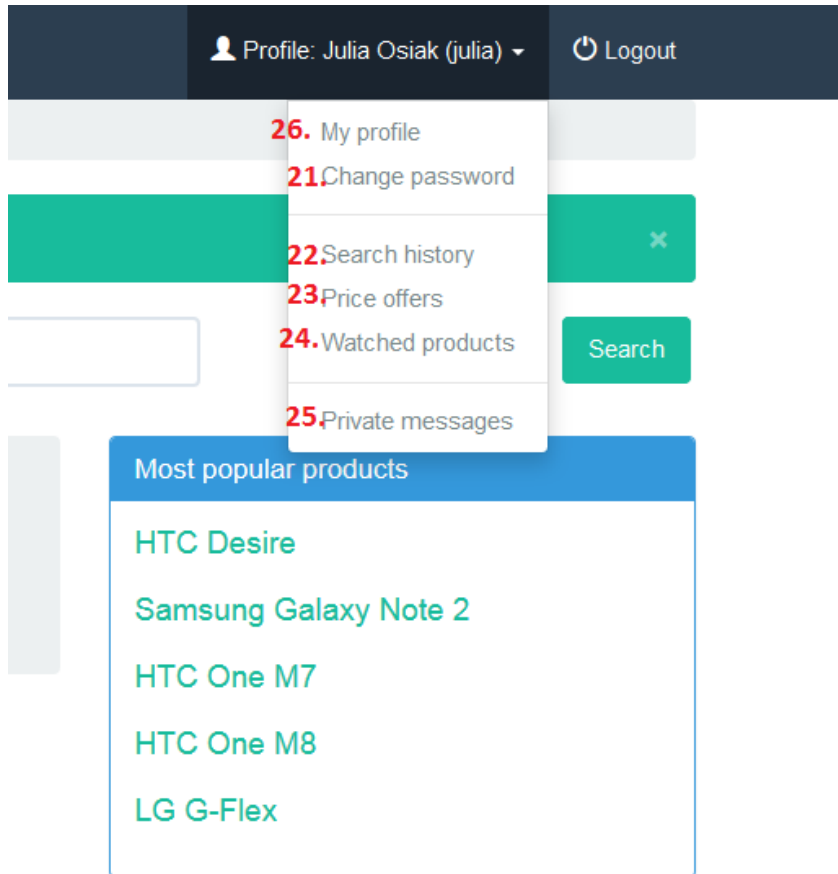 Profile: Julia Osiak (julia) Logout
26. My profile
21. Change password
22. Search history
23. Price offers
24. Watched products Search
25. Private messages
Most popular products
HTC Desire
Samsung Galaxy Note 2
HTC One M7
HTC One M8
LG G-Flex